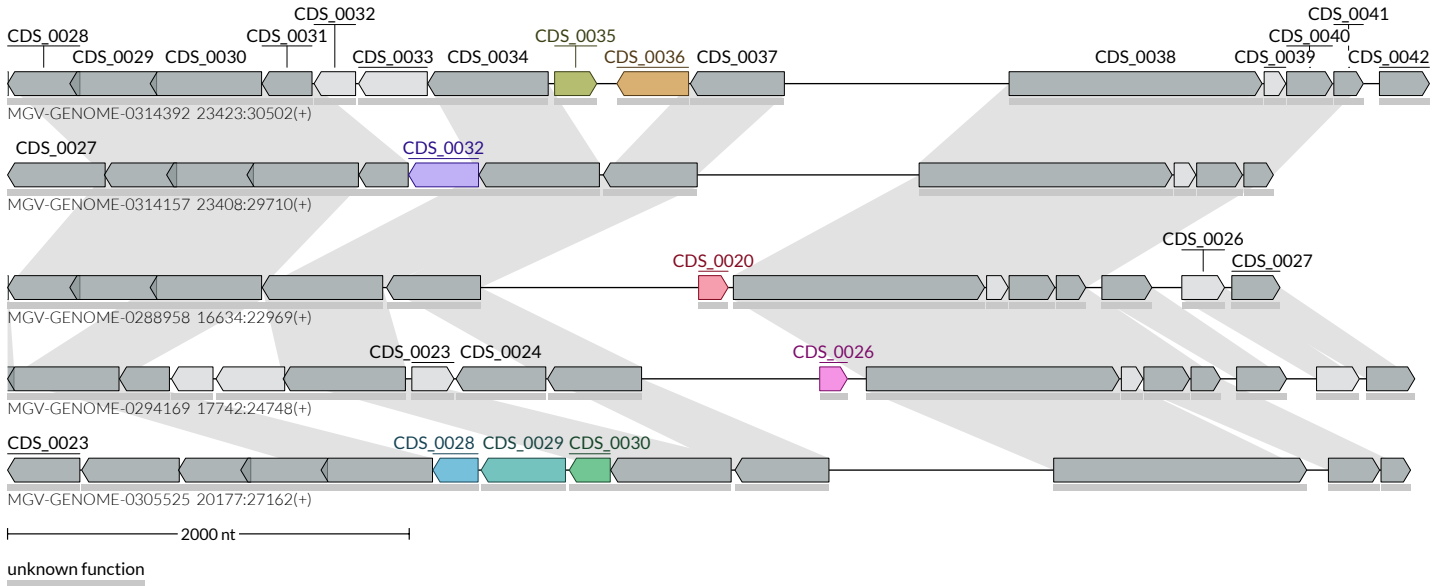 CDS_0041
CDS_0032
CDS_0028 CDS_0031 CDS_0035 CDS_0040
CDS_0029 CDS_0030 CDS_0033 CDS_0034 CDS_0036 CDS_0037 CDS_0038 CDS_0039 CDS_0042
MGV-GENOME-0314392 23423:30502(+)
CDS_0027 CDS_0032
MGV-GENOME-0314157 23408:29710(+)
CDS_0026
CDS_0020 CDS_0027
MGV-GENOME-0288958 16634:22969(+)
CDS_0023 CDS_0024 CDS_0026
MGV-GENOME-0294169 17742:24748(+)
CDS_0023 CDS_0028 CDS_0029 CDS_0030
MGV-GENOME-0305525 20177:27162(+)
2000 nt
unknown function